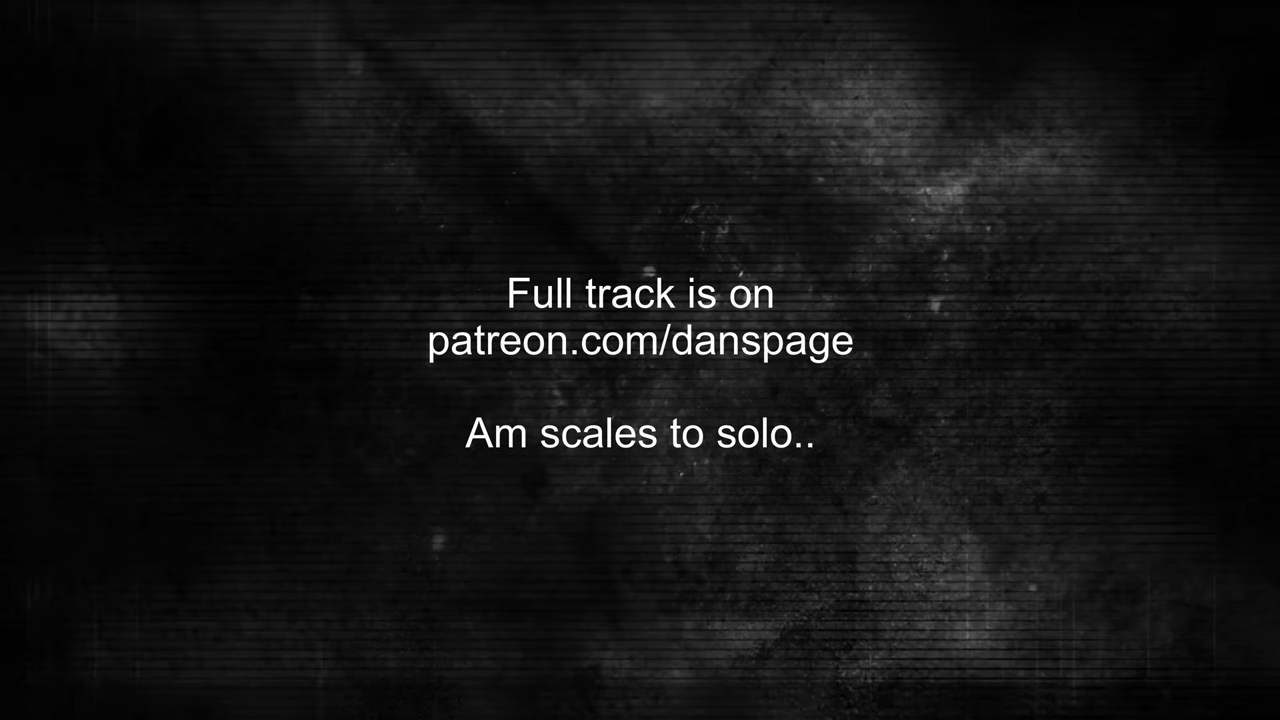 Full track is on
patreon.com/danspage
Am scales to solo..